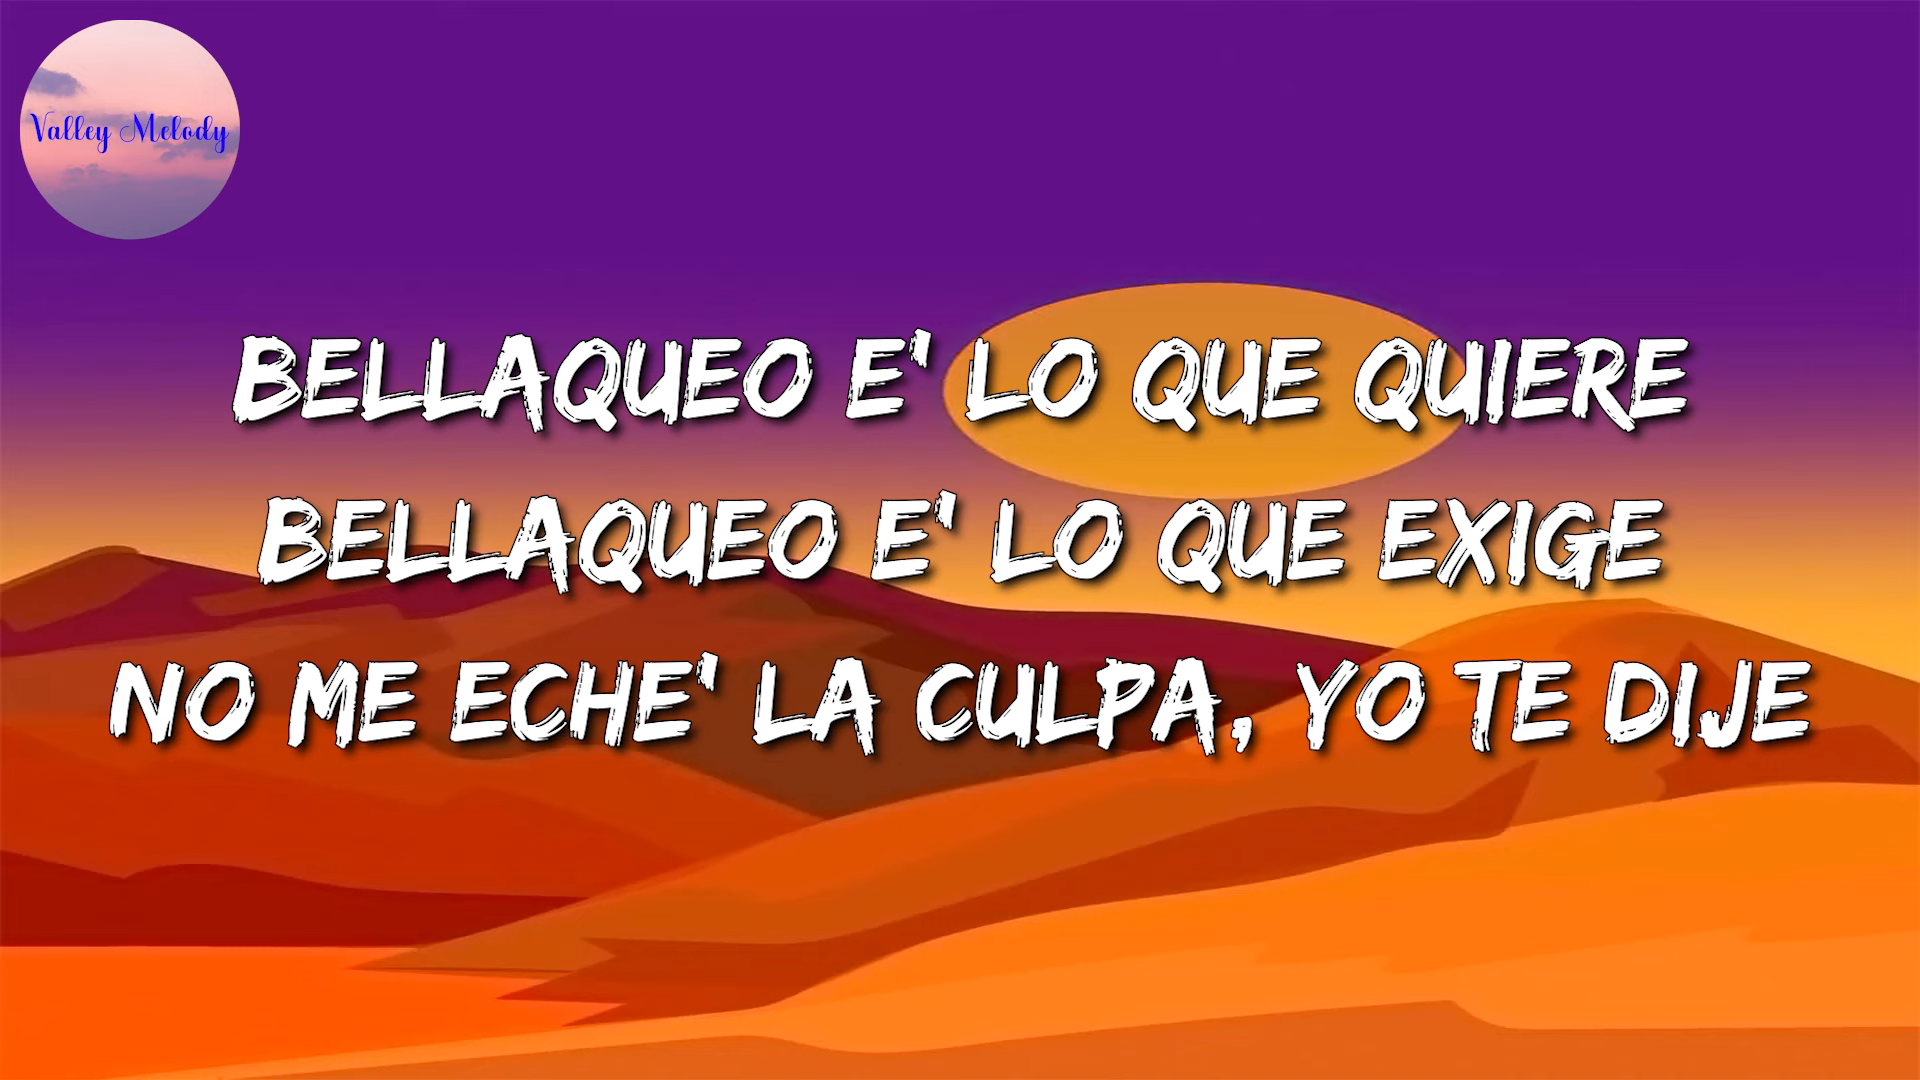 Valley Melody
BELLAQUEO E' LO QUE QUIERE
BELLAQUEO E' LO QUE EXIGE
NO ME ECHE' LA CULPA, YO TE DIJE